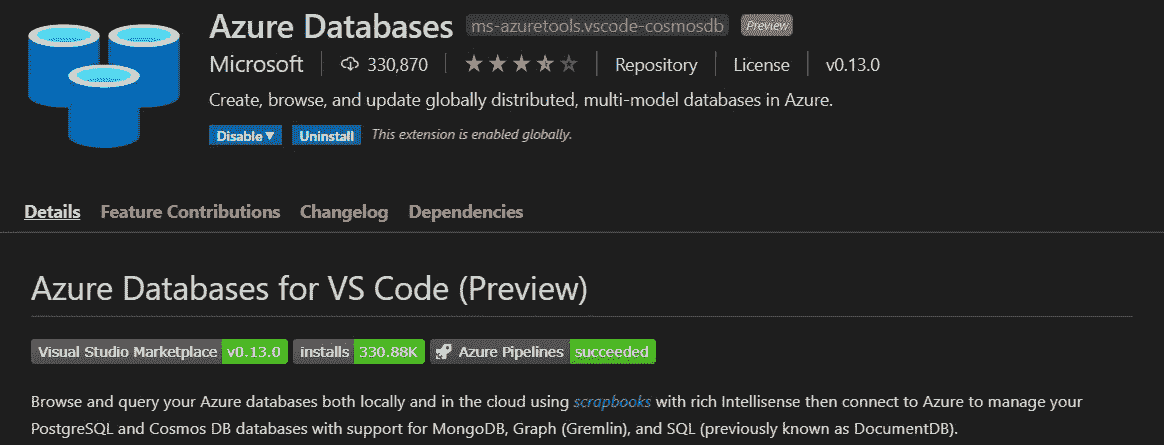 Azure Databases ms-azuretools.vscode-cosmosdb Preview
Microsoft 330,870 Repository License v0.13.0
Create, browse, and update globally distributed, multi-model databases in Azure.
Disable Uninstall This extension is enabled globally.
Details Feature Contributions Changelog Dependencies
Azure Databases for VS Code (Preview)
Visual Studio Marketplace v0.13.0 installs 330.88K Azure Pipelines succeeded
Browse and query your Azure databases both locally and in the cloud using scrapbooks with rich Intellisense then connect to Azure to manage your
PostgreSQL and Cosmos DB databases with support for MongoDB, Graph (Gremlin), and SQL (previously known as DocumentDB).